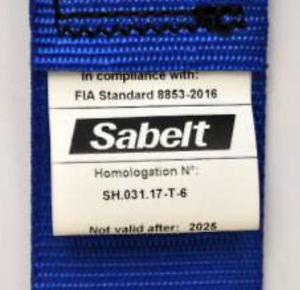 In compliance with:
FIA Standard 8853-2016
Sabelt
Homologation N°:
SH.031.17-T-6
Not valid after: 2025